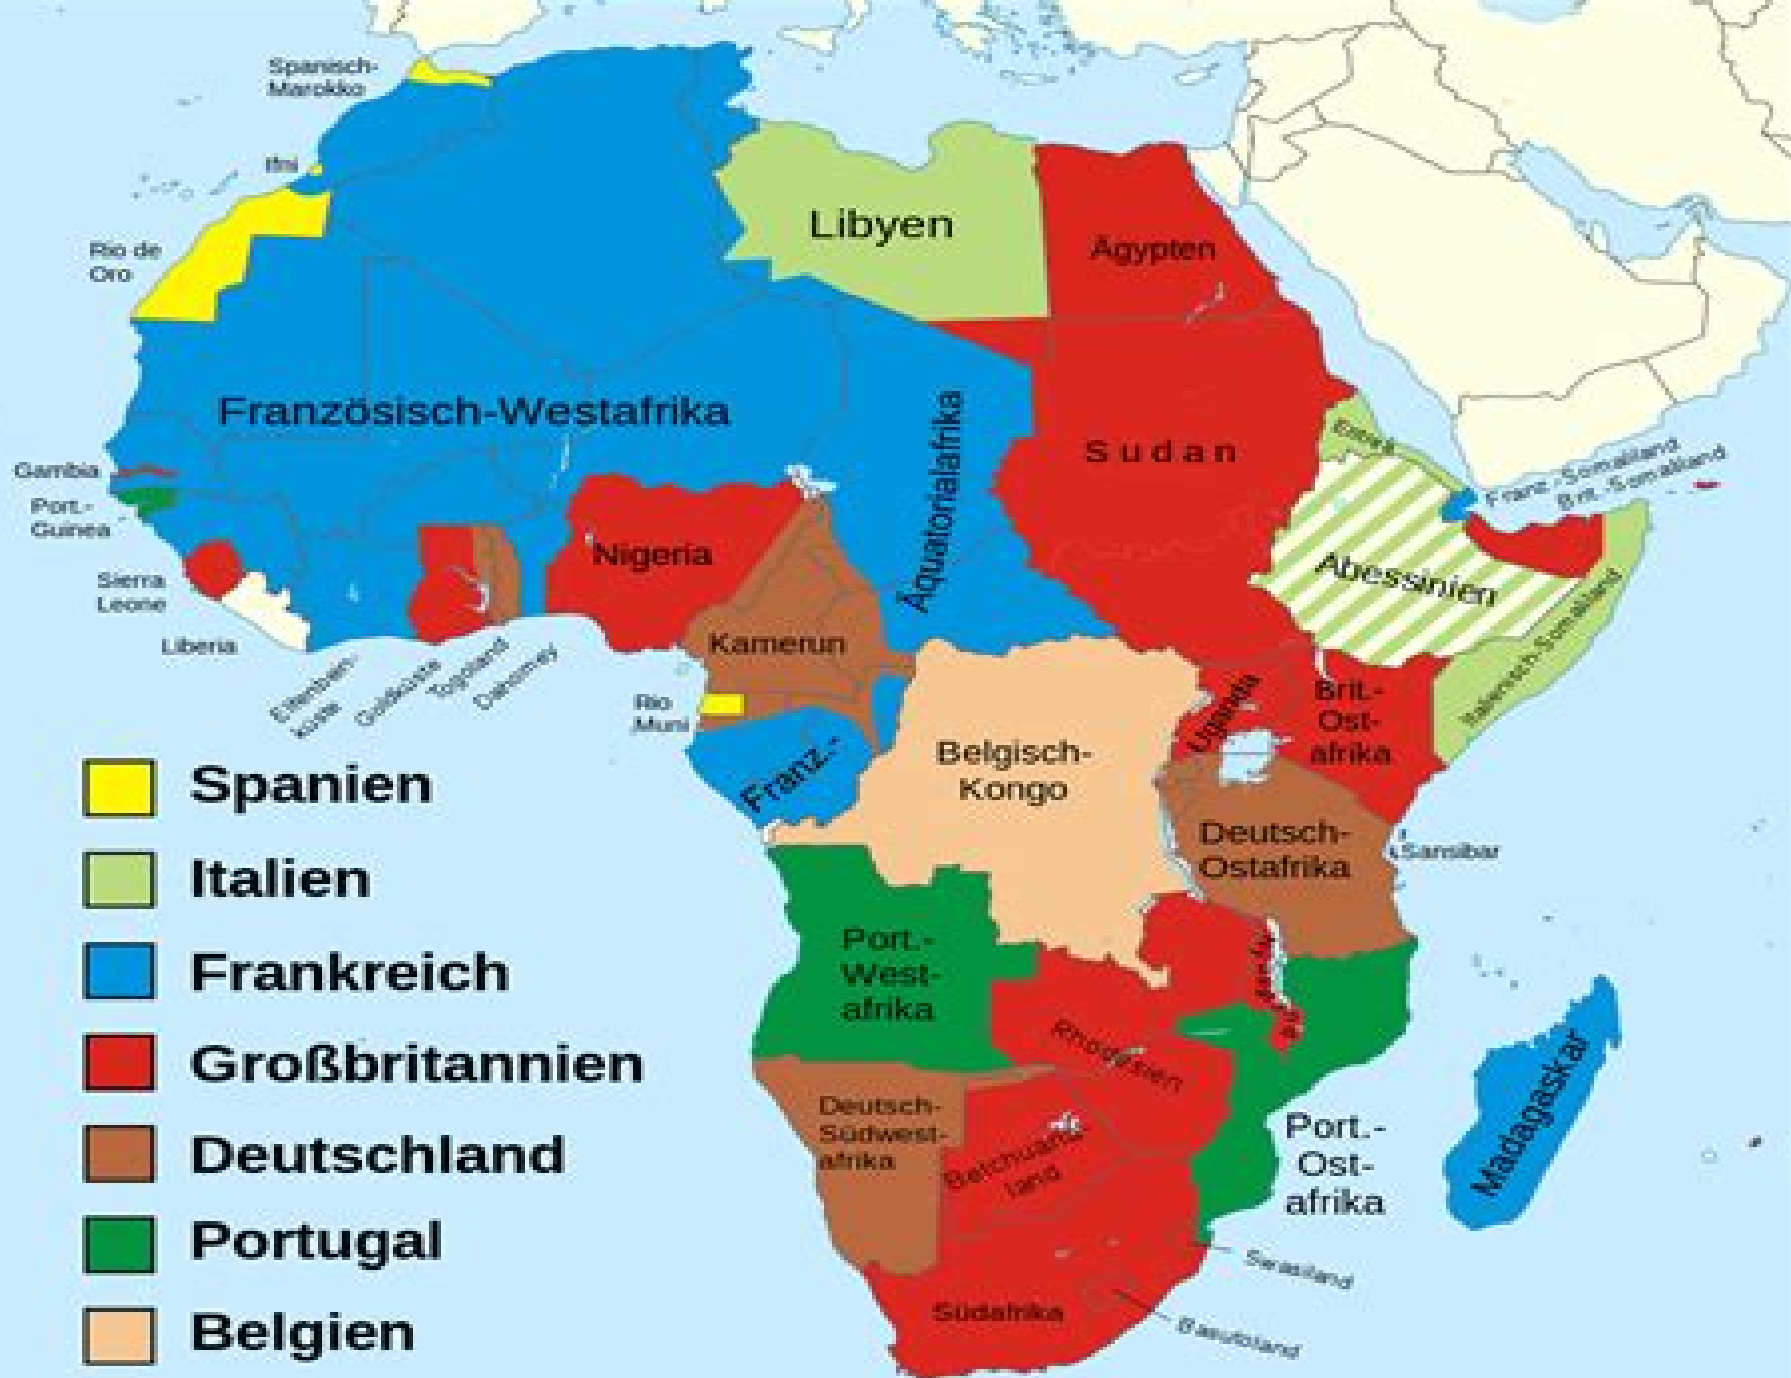 Spanisch-
Marokko
Ifni
Rio de
Oro
Libyen
Ägypten
Französisch-Westafrika
Äquatorialafrika
Sudan
Eritrea
Franz.-Somaliland
Brit.-Somaliland
Gambia
Port.-
Guinea
Sierra
Leone
Liberia
Elfenbein-
küste
Goldküste
Togoland
Dahomey
Nigeria
Kamerun
Abessinien
Italienisch-Somaliland
Rio
Muni
Franz.-
Belgisch-
Kongo
Uganda
Brit.-
Ost-
afrika
Deutsch-
Ostafrika
Sansibar
Port.-
West-
afrika
Rhodesien
Deutsch-
Südwest-
afrika
Betchuana-
land
Port.-
Ost-
afrika
Madagaskar
Swasiland
Südafrika
Basutoland
Spanien
Italien
Frankreich
Großbritannien
Deutschland
Portugal
Belgien